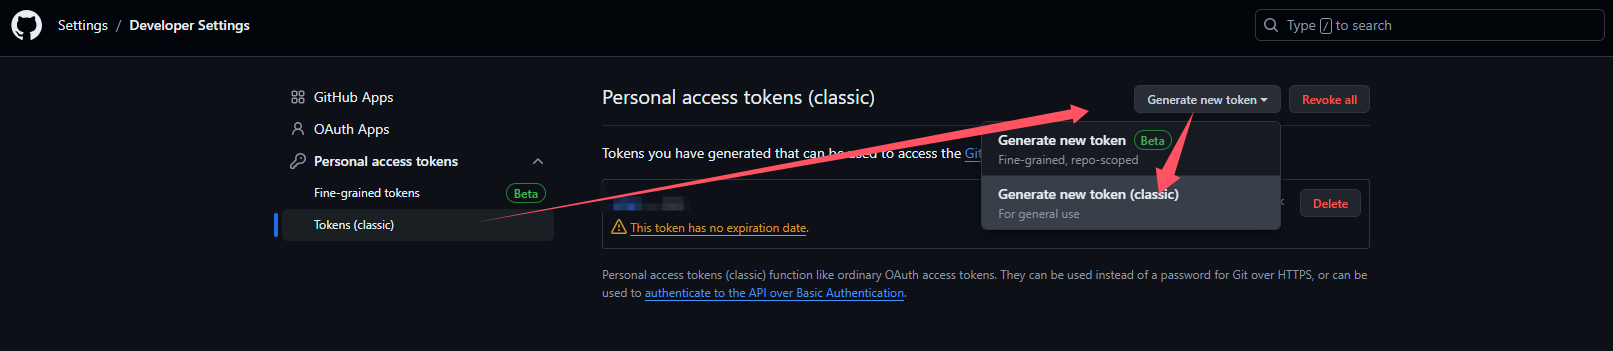 Settings / Developer Settings
Type / to search
GitHub Apps
OAuth Apps
Personal access tokens
Fine-grained tokens Beta
Tokens (classic)
Personal access tokens (classic)
Generate new token
Revoke all
Generate new token Beta
Fine-grained, repo-scoped
Generate new token (classic)
For general use
Tokens you have generated that can be used to access the Git
Delete
This token has no expiration date.
Personal access tokens (classic) function like ordinary OAuth access tokens. They can be used instead of a password for Git over HTTPS, or can be
used to authenticate to the API over Basic Authentication.